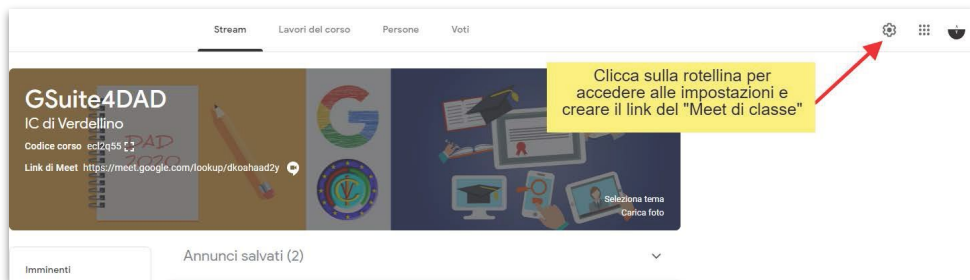 Stream Lavori del corso Persone Voti
Clicca sulla rotellina per
accedere alle impostazioni e
creare il link del "Meet di classe"
GSuite4DAD
IC di Verdellino
Codice corso ecl2q55
Link di Meet https://meet.google.com/lookup/dkoahaad2y
DAD
2020
Seleziona tema
Carica foto
Annunci salvati (2)
Imminenti